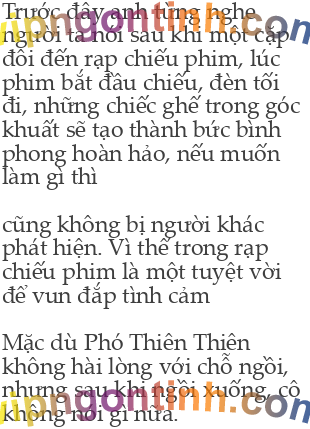 Trước đây anh từng nghe
người ta nói sau khi một cặp
đôi đến rạp chiếu phim, lúc
phim bắt đầu chiếu, đèn tối
đi, những chiếc ghế trong góc
khuất sẽ tạo thành bức bình
phong hoàn hảo, nếu muốn
làm gì thì
cũng không bị người khác
phát hiện. Vì thế trong rạp
chiếu phim là một tuyệt vời
để vun đắp tình cảm
Mặc dù Phó Thiên Thiên
không hài lòng với chỗ ngồi,
nhưng sau khi ngồi xuống, cô
không nói gì nữa.